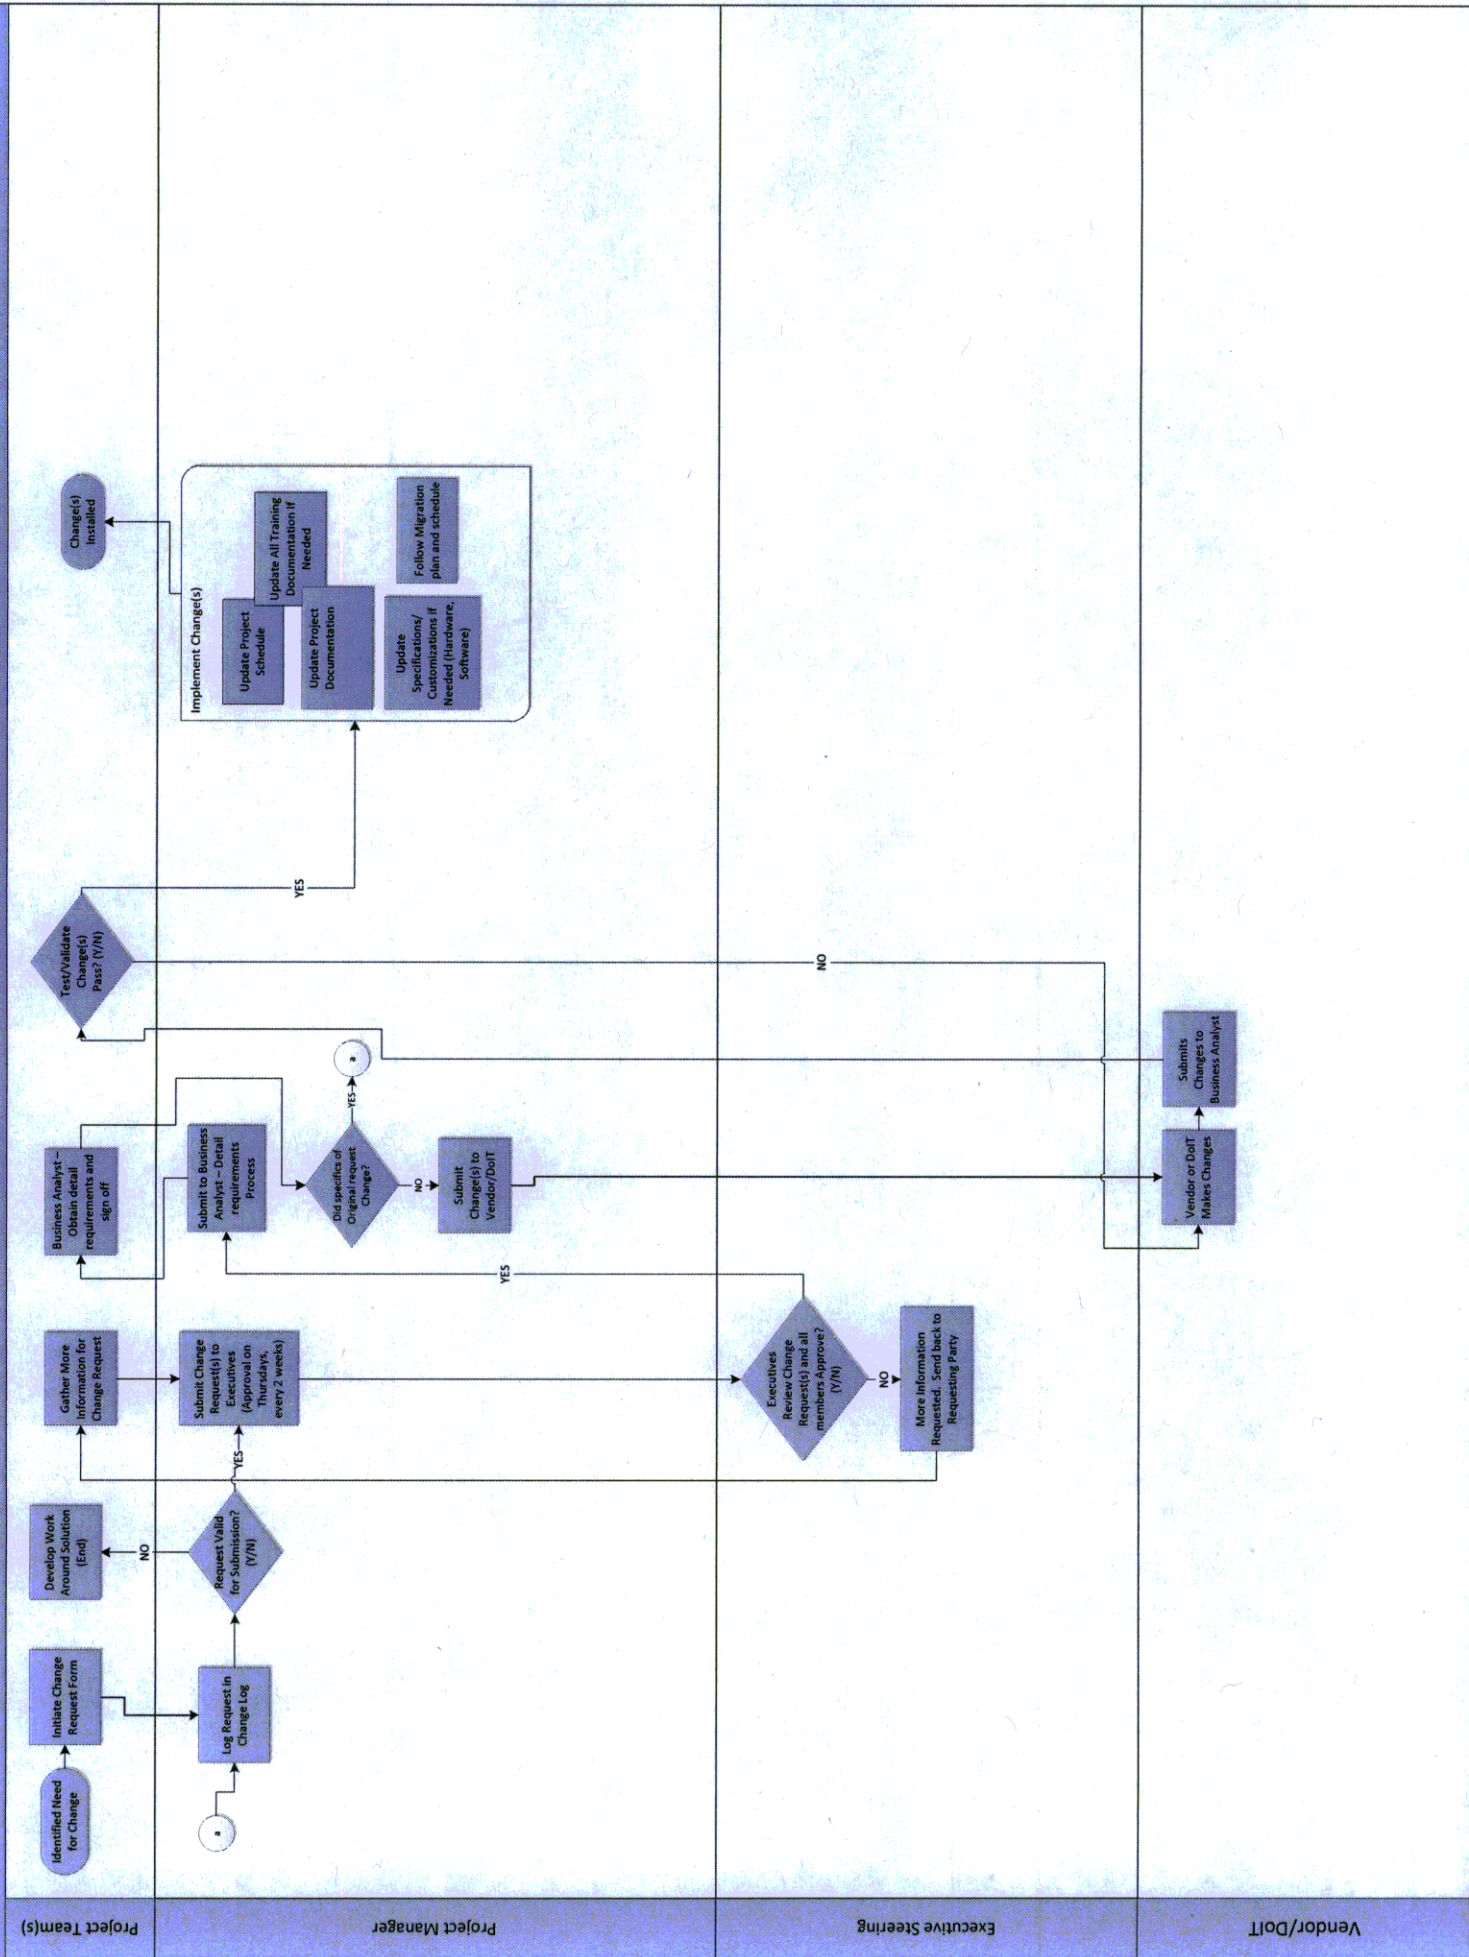 Project Team(s)
Identified Need
for Change
Initiate Change
Request Form
Develop Work
Around Solution
(End)
NO
Gather More
Information for
Change Request
Business Analyst –
Obtain detail
requirements and
sign off
Test/Validate
Change(s)
Pass? (Y/N)
YES
NO
Change(s)
Installed
Project Manager
a
Log Request in
Change Log
Request Valid
for Submission?
(Y/N)
YES
Submit Change
Request(s) to
Executives
(Approval on
Thursdays,
every 2 weeks)
Submit to Business
Analyst – Detail
requirements
Process
YES
Did specifics of
Original request
Change?
YES
a
NO
Submit
Change(s) to
Vendor/DoIT
Implement Change(s)
Update Project
Schedule
Update All Training
Documentation If
Needed
Update Project
Documentation
Update
Specifications/
Customizations if
Needed (Hardware,
Software)
Follow Migration
plan and schedule
Executive Steering
Executives
Review Change
Request(s) and all
members Approve?
(Y/N)
NO
More Information
Requested. Send back to
Requesting Party
Vendor/DoIT
Vendor or DoIT
Makes Changes
Submits
Changes to
Business Analyst